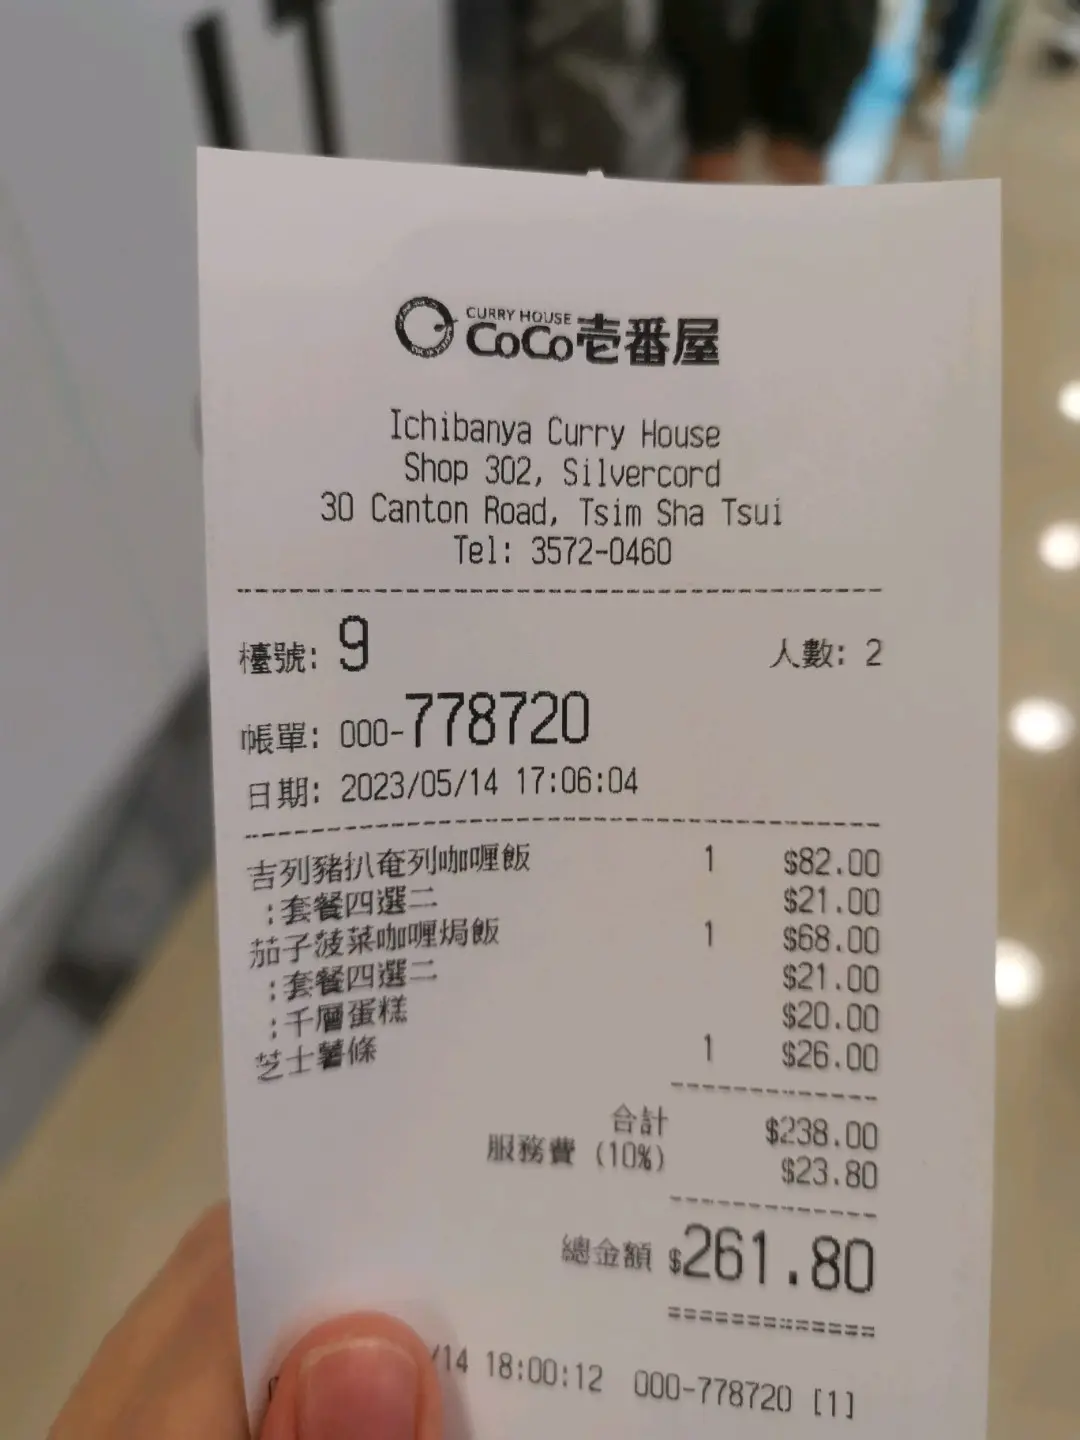 CURRY HOUSE
CoCo壱番屋
Ichibanya Curry House
Shop 302, Silvercord
30 Canton Road, Tsim Sha Tsui
Tel: 3572-0460
檯號: 9 人數: 2
帳單: 000-778720
日期: 2023/05/14 17:06:04
吉列豬扒奄列咖喱飯 1 $82.00
:套餐四選二 $21.00
茄子菠菜咖喱焗飯 1 $68.00
:套餐四選二 $21.00
:千層蛋糕 $20.00
芝士薯條 1 $26.00
合計 $238.00
服務費 (10%) $23.80
總金額 $261.80
/14 18:00:12 000-778720 [1]